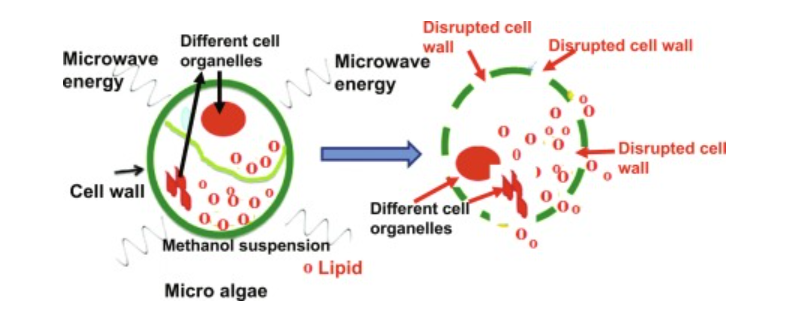 Microwave
energy
Different cell
organelles
Microwave
energy
Cell wall
Methanol suspension
o Lipid
Micro algae
Disrupted cell
wall
Disrupted cell wall
Disrupted cell
wall
Different cell
organelles